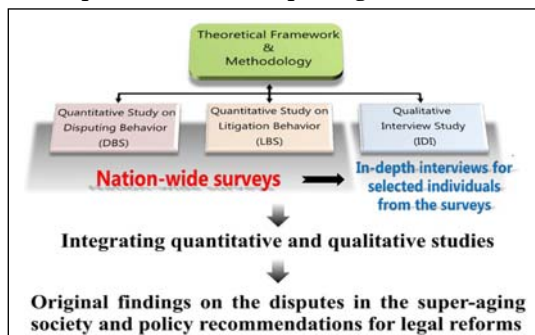 Theoretical Framework
&
Methodology
Quantitative Study on
Disputing Behavior
(DBS)
Quantitative Study on
Litigation Behavior
(LBS)
Qualitative
Interview Study
(IDI)
Nation-wide surveys
In-depth interviews for
selected individuals
from the surveys
Integrating quantitative and qualitative studies
Original findings on the disputes in the super-aging
society and policy recommendations for legal reforms